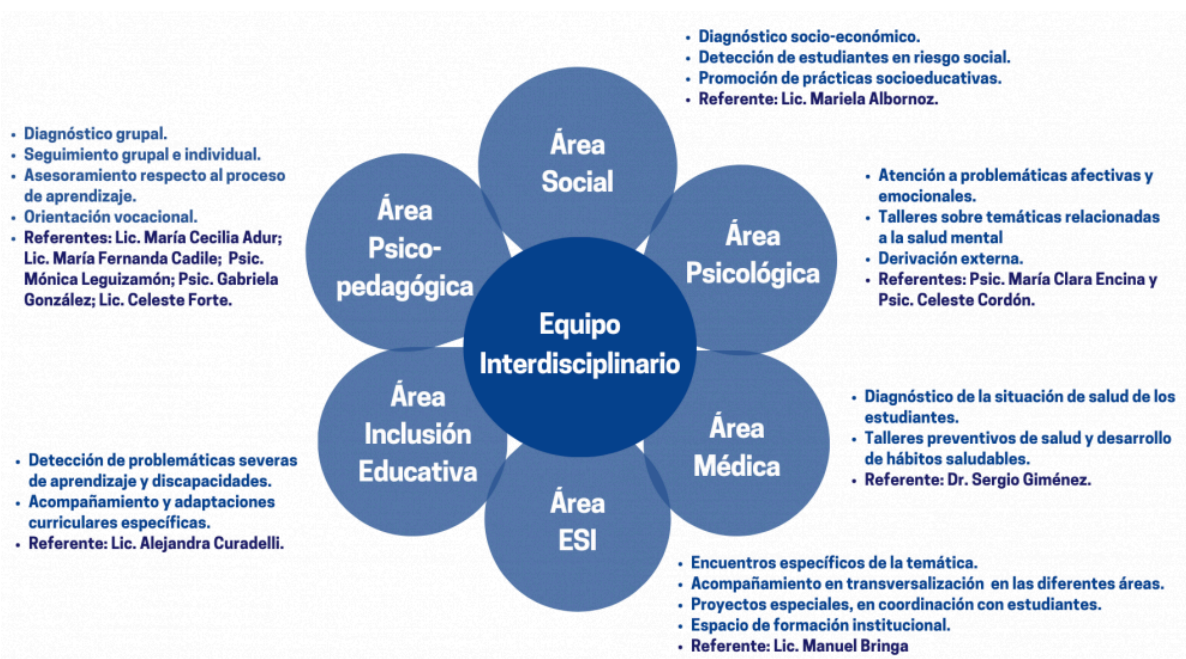 • Diagnóstico socio-económico.
• Detección de estudiantes en riesgo social.
• Promoción de prácticas socioeducativas.
• Referente: Lic. Mariela Albornoz.
Área
Social
• Diagnóstico grupal.
• Seguimiento grupal e individual.
• Asesoramiento respecto al proceso
de aprendizaje.
• Orientación vocacional.
• Referentes: Lic. María Cecilia Adur;
Lic. María Fernanda Cadile; Psic.
Mónica Leguizamón; Psic. Gabriela
González; Lic. Celeste Forte.
Área
Psico-
pedagógica
Área
Psicológica
• Atención a problemáticas afectivas y
emocionales.
• Talleres sobre temáticas relacionadas
a la salud mental
• Derivación externa.
• Referentes: Psic. María Clara Encina y
Psic. Celeste Cordón.
Equipo
Interdisciplinario
Área
Inclusión
Educativa
• Detección de problemáticas severas
de aprendizaje y discapacidades.
• Acompañamiento y adaptaciones
curriculares específicas.
• Referente: Lic. Alejandra Curadelli.
Área
Médica
• Diagnóstico de la situación de salud de los
estudiantes.
• Talleres preventivos de salud y desarrollo
de hábitos saludables.
• Referente: Dr. Sergio Giménez.
Área
ESI
• Encuentros específicos de la temática.
• Acompañamiento en transversalización en las diferentes áreas.
• Proyectos especiales, en coordinación con estudiantes.
• Espacio de formación institucional.
• Referente: Lic. Manuel Bringa